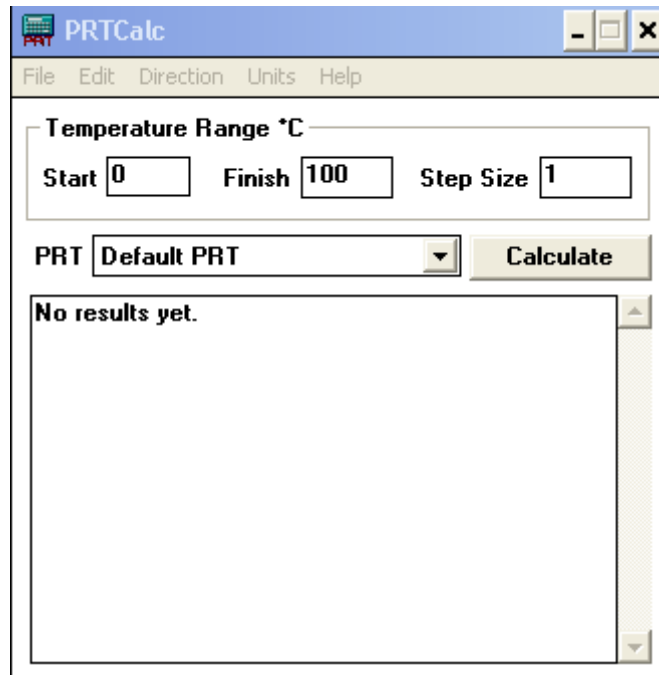 PRTCalc
File Edit Direction Units Help
Temperature Range °C
Start 0 Finish 100 Step Size 1
PRT Default PRT Calculate
No results yet.